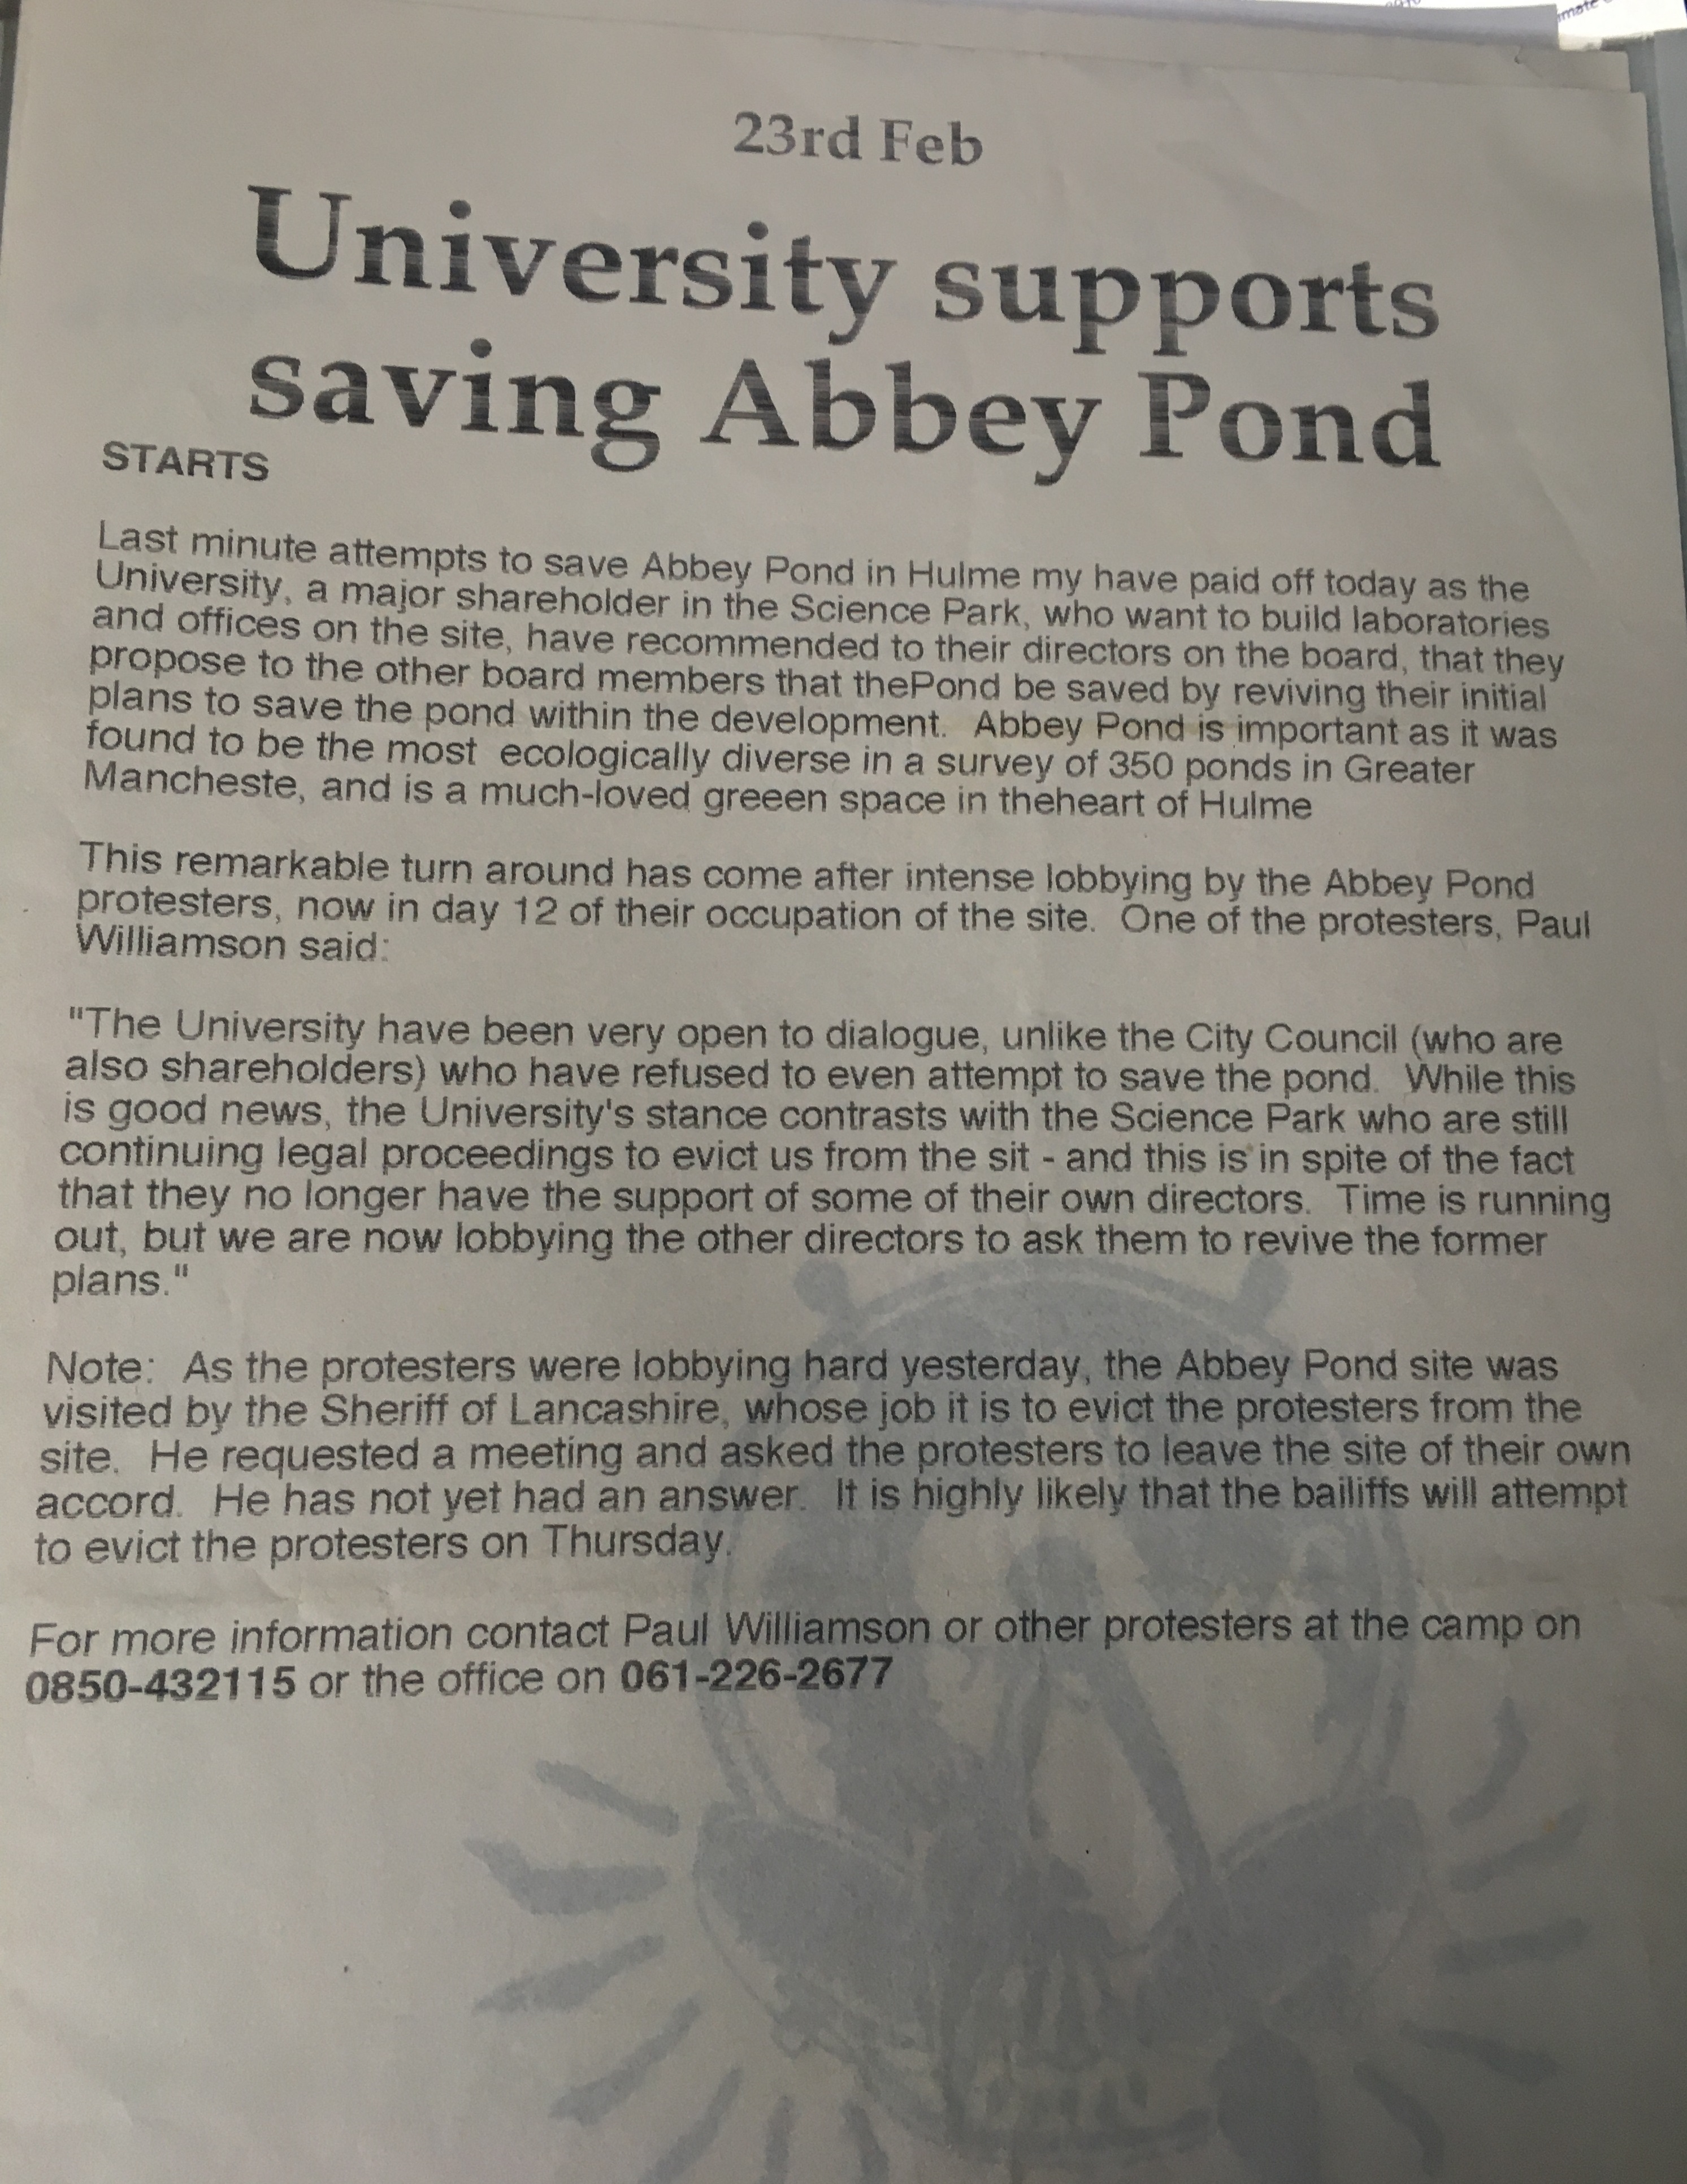 mate
23rd Feb
University supports
saving Abbey Pond
STARTS
Last minute attempts to save Abbey Pond in Hulme my have paid off today as the
University, a major shareholder in the Science Park, who want to build laboratories
and offices on the site, have recommended to their directors on the board, that they
propose to the other board members that thePond be saved by reviving their initial
plans to save the pond within the development.  Abbey Pond is important as it was
found to be the most  ecologically diverse in a survey of 350 ponds in Greater
Mancheste, and is a much-loved greeen space in theheart of Hulme
This remarkable turn around has come after intense lobbying by the Abbey Pond
protesters, now in day 12 of their occupation of the site.  One of the protesters, Paul
Williamson said:
"The University have been very open to dialogue, unlike the City Council (who are
also shareholders) who have refused to even attempt to save the pond.  While this
is good news, the University's stance contrasts with the Science Park who are still
continuing legal proceedings to evict us from the sit - and this is in spite of the fact
that they no longer have the support of some of their own directors.  Time is running
out, but we are now lobbying the other directors to ask them to revive the former
plans."
Note:  As the protesters were lobbying hard yesterday, the Abbey Pond site was
visited by the Sheriff of Lancashire, whose job it is to evict the protesters from the
site.  He requested a meeting and asked the protesters to leave the site of their own
accord.  He has not yet had an answer.  It is highly likely that the bailiffs will attempt
to evict the protesters on Thursday.
For more information contact Paul Williamson or other protesters at the camp on
0850-432115 or the office on 061-226-2677